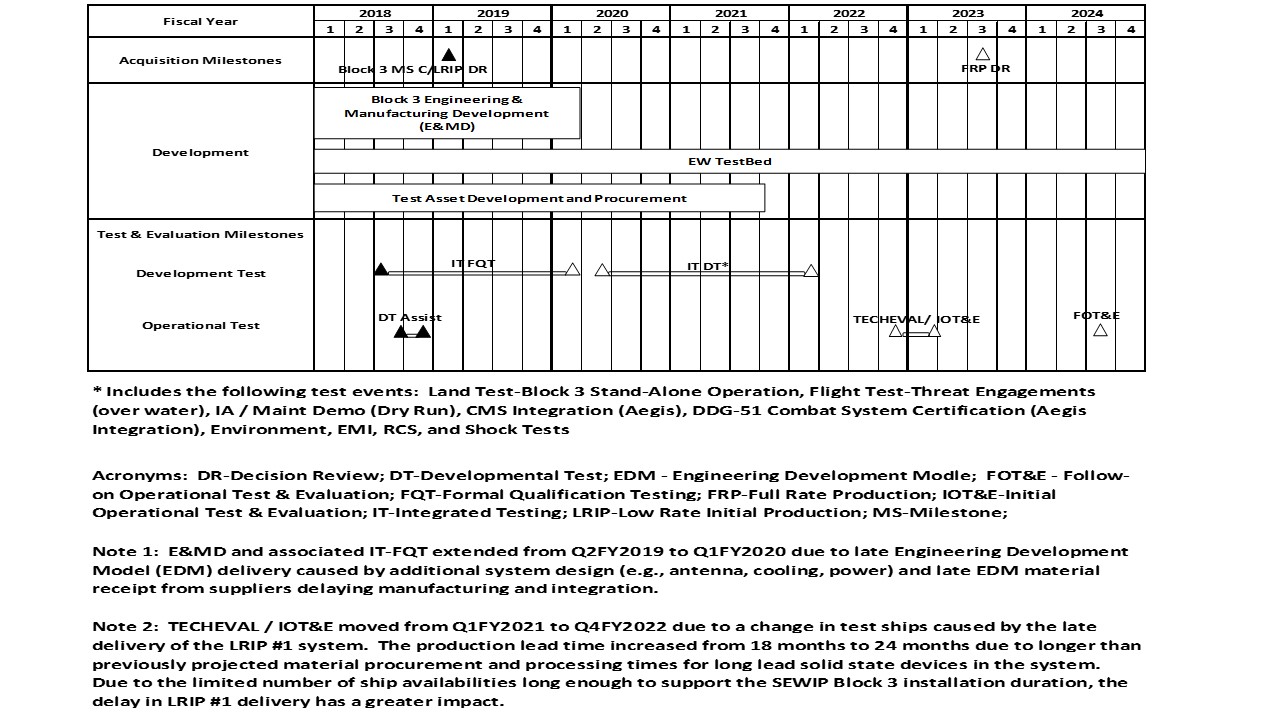 Fiscal Year
2018 2019 2020 2021 2022 2023 2024
1 2 3 4 1 2 3 4 1 2 3 4 1 2 3 4 1 2 3 4 1 2 3 4 1 2 3 4
Acquisition Milestones
Block 3 MS C/LRIP DR
FRP DR
Development
Block 3 Engineering &
Manufacturing Development
(E&MD)
EW TestBed
Test Asset Development and Procurement
Test & Evaluation Milestones
Development Test
IT FQT
IT DT*
Operational Test
DT Assist
TECHEVAL/ IOT&E
FOT&E
* Includes the following test events: Land Test-Block 3 Stand-Alone Operation, Flight Test-Threat Engagements
(over water), IA / Maint Demo (Dry Run), CMS Integration (Aegis), DDG-51 Combat System Certification (Aegis
Integration), Environment, EMI, RCS, and Shock Tests
Acronyms: DR-Decision Review; DT-Developmental Test; EDM - Engineering Development Modle; FOT&E - Follow-
on Operational Test & Evaluation; FQT-Formal Qualification Testing; FRP-Full Rate Production; IOT&E-Initial
Operational Test & Evaluation; IT-Integrated Testing; LRIP-Low Rate Initial Production; MS-Milestone;
Note 1: E&MD and associated IT-FQT extended from Q2FY2019 to Q1FY2020 due to late Engineering Development
Model (EDM) delivery caused by additional system design (e.g., antenna, cooling, power) and late EDM material
receipt from suppliers delaying manufacturing and integration.
Note 2: TECHEVAL / IOT&E moved from Q1FY2021 to Q4FY2022 due to a change in test ships caused by the late
delivery of the LRIP #1 system. The production lead time increased from 18 months to 24 months due to longer than
previously projected material procurement and processing times for long lead solid state devices in the system.
Due to the limited number of ship availabilities long enough to support the SEWIP Block 3 installation duration, the
delay in LRIP #1 delivery has a greater impact.